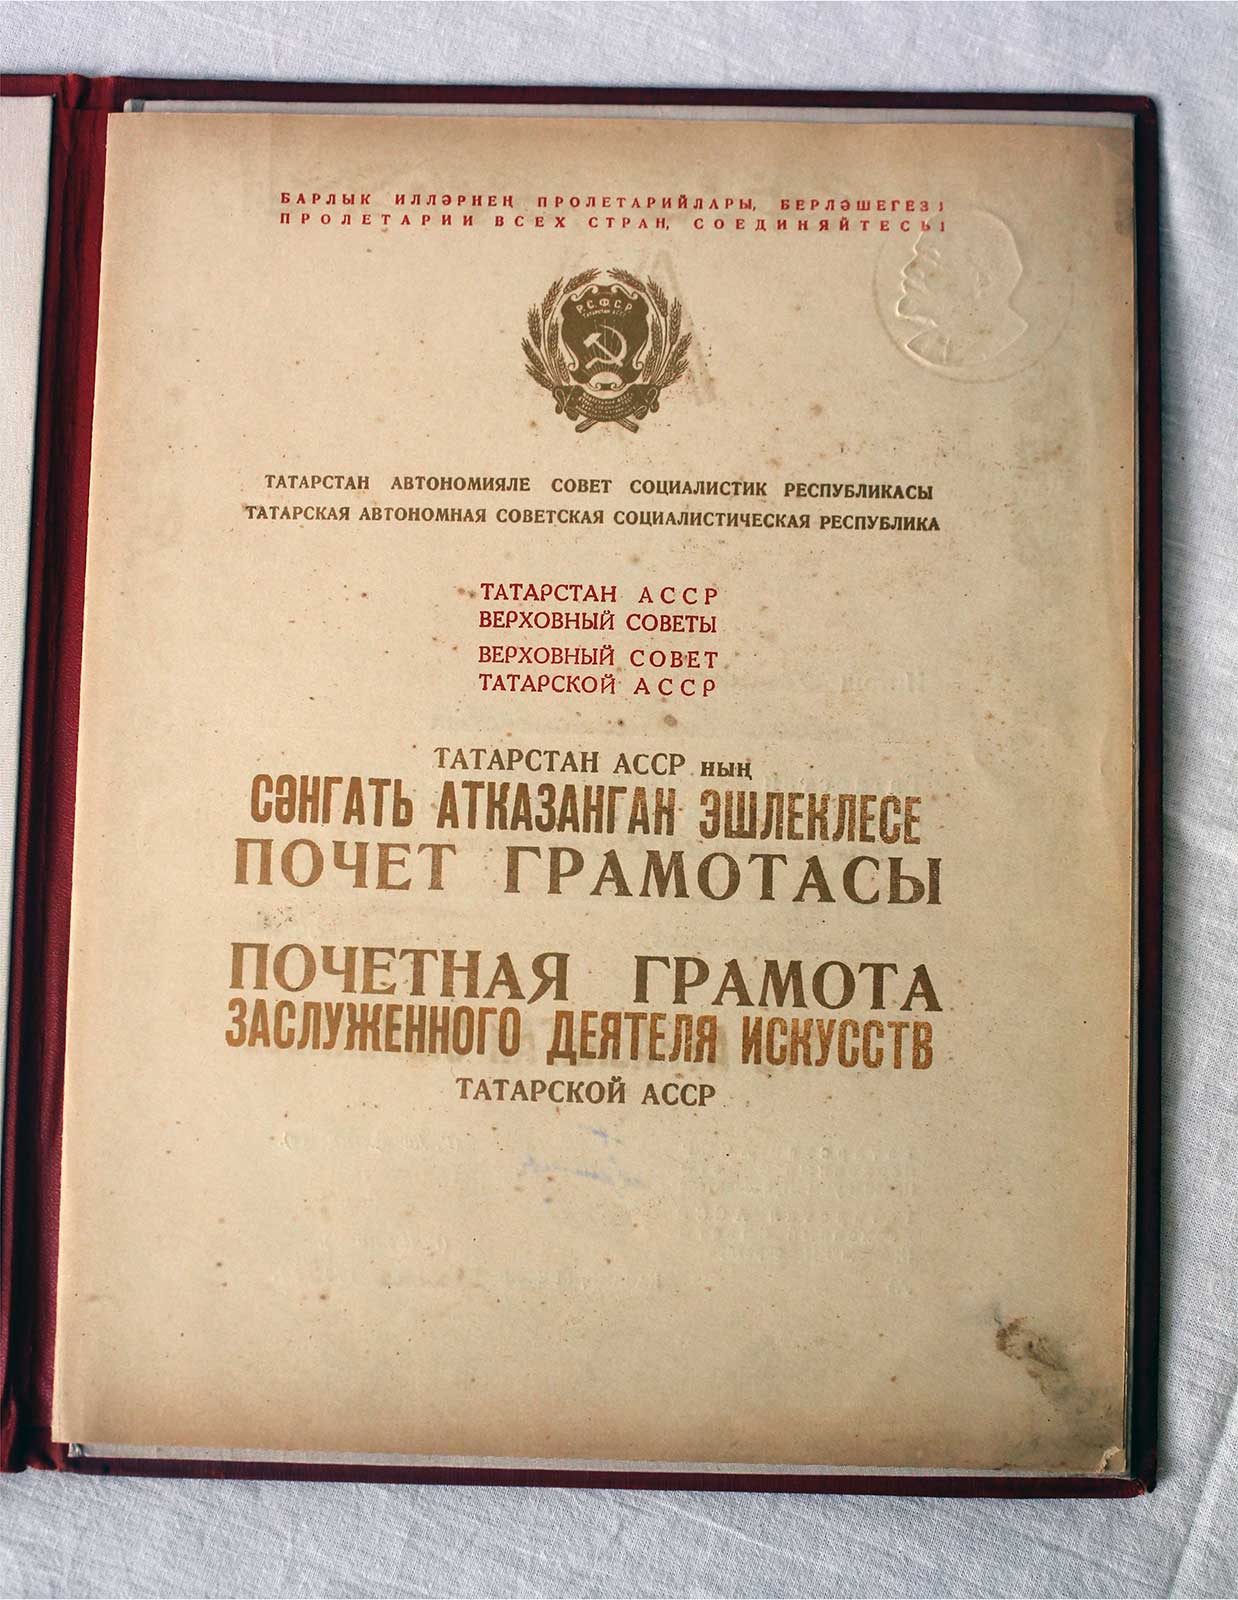 БАРЛЫК ИЛЛӘРНЕҢ ПРОЛЕТАРИЙЛАРЫ, БЕРЛӘШЕГЕЗ!
ПРОЛЕТАРИИ ВСЕХ СТРАН, СОЕДИНЯЙТЕСЬ!
Р.С.Ф.С.Р.
ТАТАРСТАН АССР
ТАТАРСТАН АВТОНОМИЯЛЕ СОВЕТ СОЦИАЛИСТИК РЕСПУБЛИКАСЫ
ТАТАРСКАЯ АВТОНОМНАЯ СОВЕТСКАЯ СОЦИАЛИСТИЧЕСКАЯ РЕСПУБЛИКА
ТАТАРСТАН АССР
ВЕРХОВНЫЙ СОВЕТЫ
ВЕРХОВНЫЙ СОВЕТ
ТАТАРСКОЙ АССР
ТАТАРСТАН АССР ның
СӘНГАТЬ АТКАЗАНГАН ЭШЛЕКЛЕСЕ
ПОЧЕТ ГРАМОТАСЫ
ПОЧЕТНАЯ ГРАМОТА
ЗАСЛУЖЕННОГО ДЕЯТЕЛЯ ИСКУССТВ
ТАТАРСКОЙ АССР